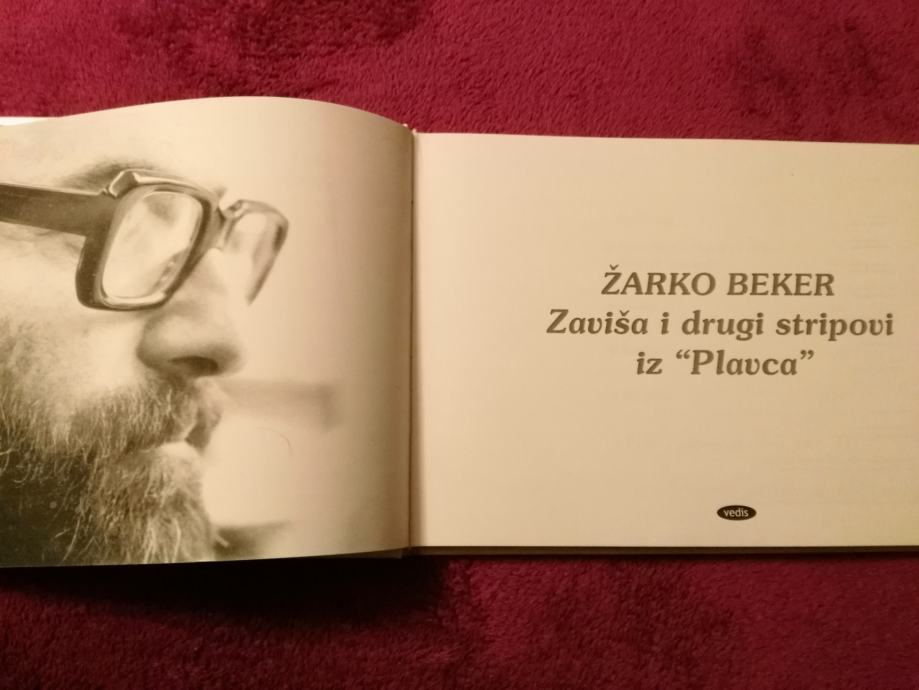 ŽARKO BEKER
Zaviša i drugi stripovi
iz “Plavca”
vedis